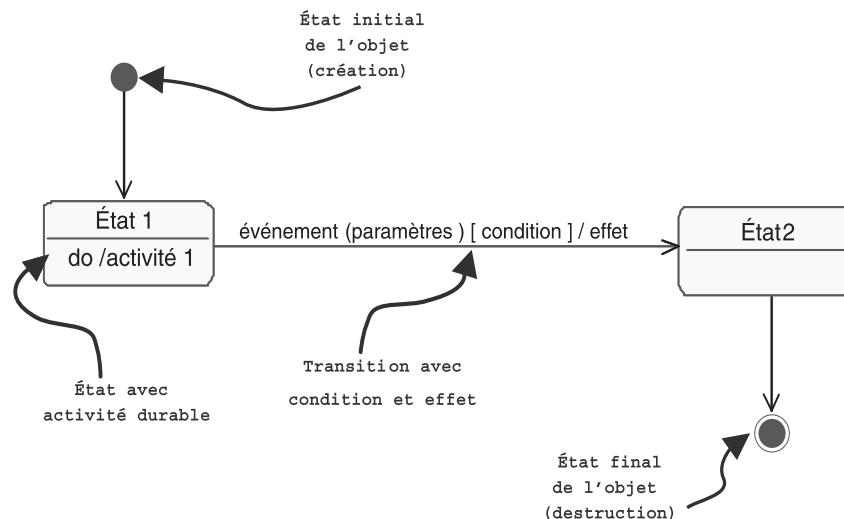 État initial
de l'objet
(création)
État 1
do /activité 1
événement (paramètres ) [ condition ] / effet
État2
Transition avec
condition et effet
État avec
activité durable
État final
de l'objet
(destruction)